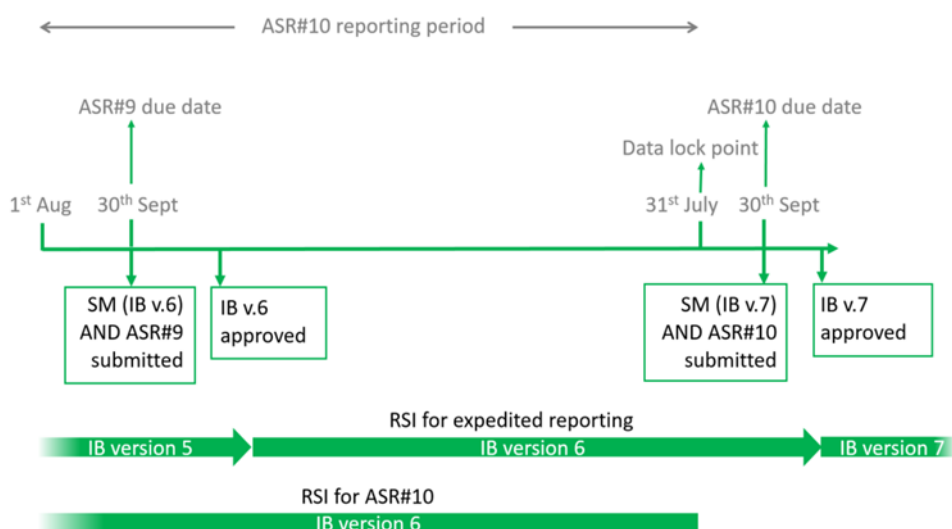 ASR#10 reporting period
ASR#9 due date
ASR#10 due date
Data lock point
1st Aug
30th Sept
31st July
30th Sept
SM (IB v.6)
AND ASR#9
submitted
IB v.6
approved
SM (IB v.7)
AND ASR#10
submitted
IB v.7
approved
RSI for expedited reporting
IB version 5
IB version 6
IB version 7
RSI for ASR#10
IB version 6